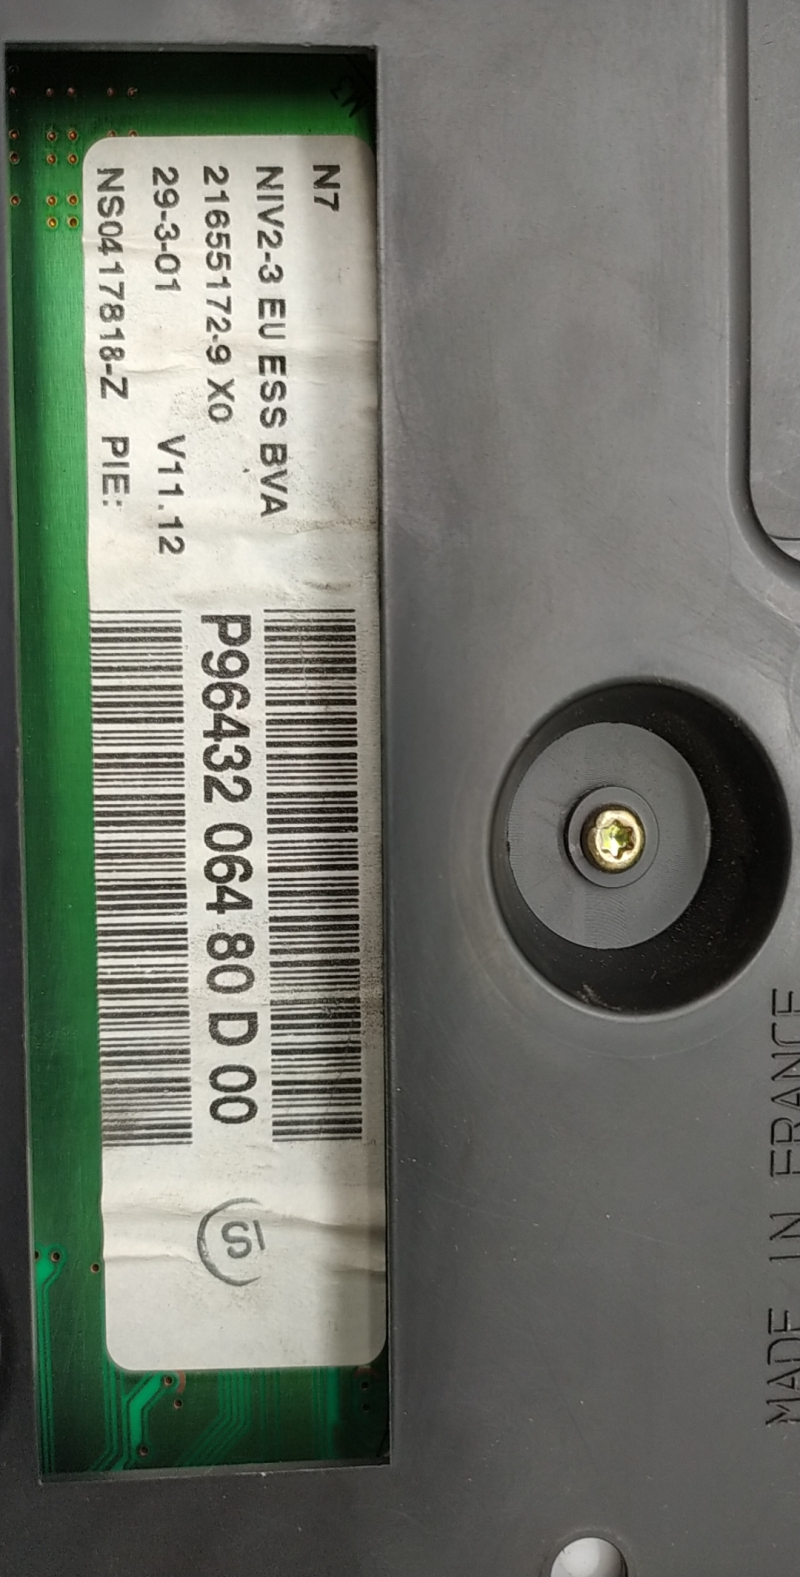 N7
NIV2-3 EU ESS BVA
21655172-9 X0
29-3-01 V11.12
NS0417818-Z PIE:
P96432 064 80 D 00
S
MADE IN FRANCE